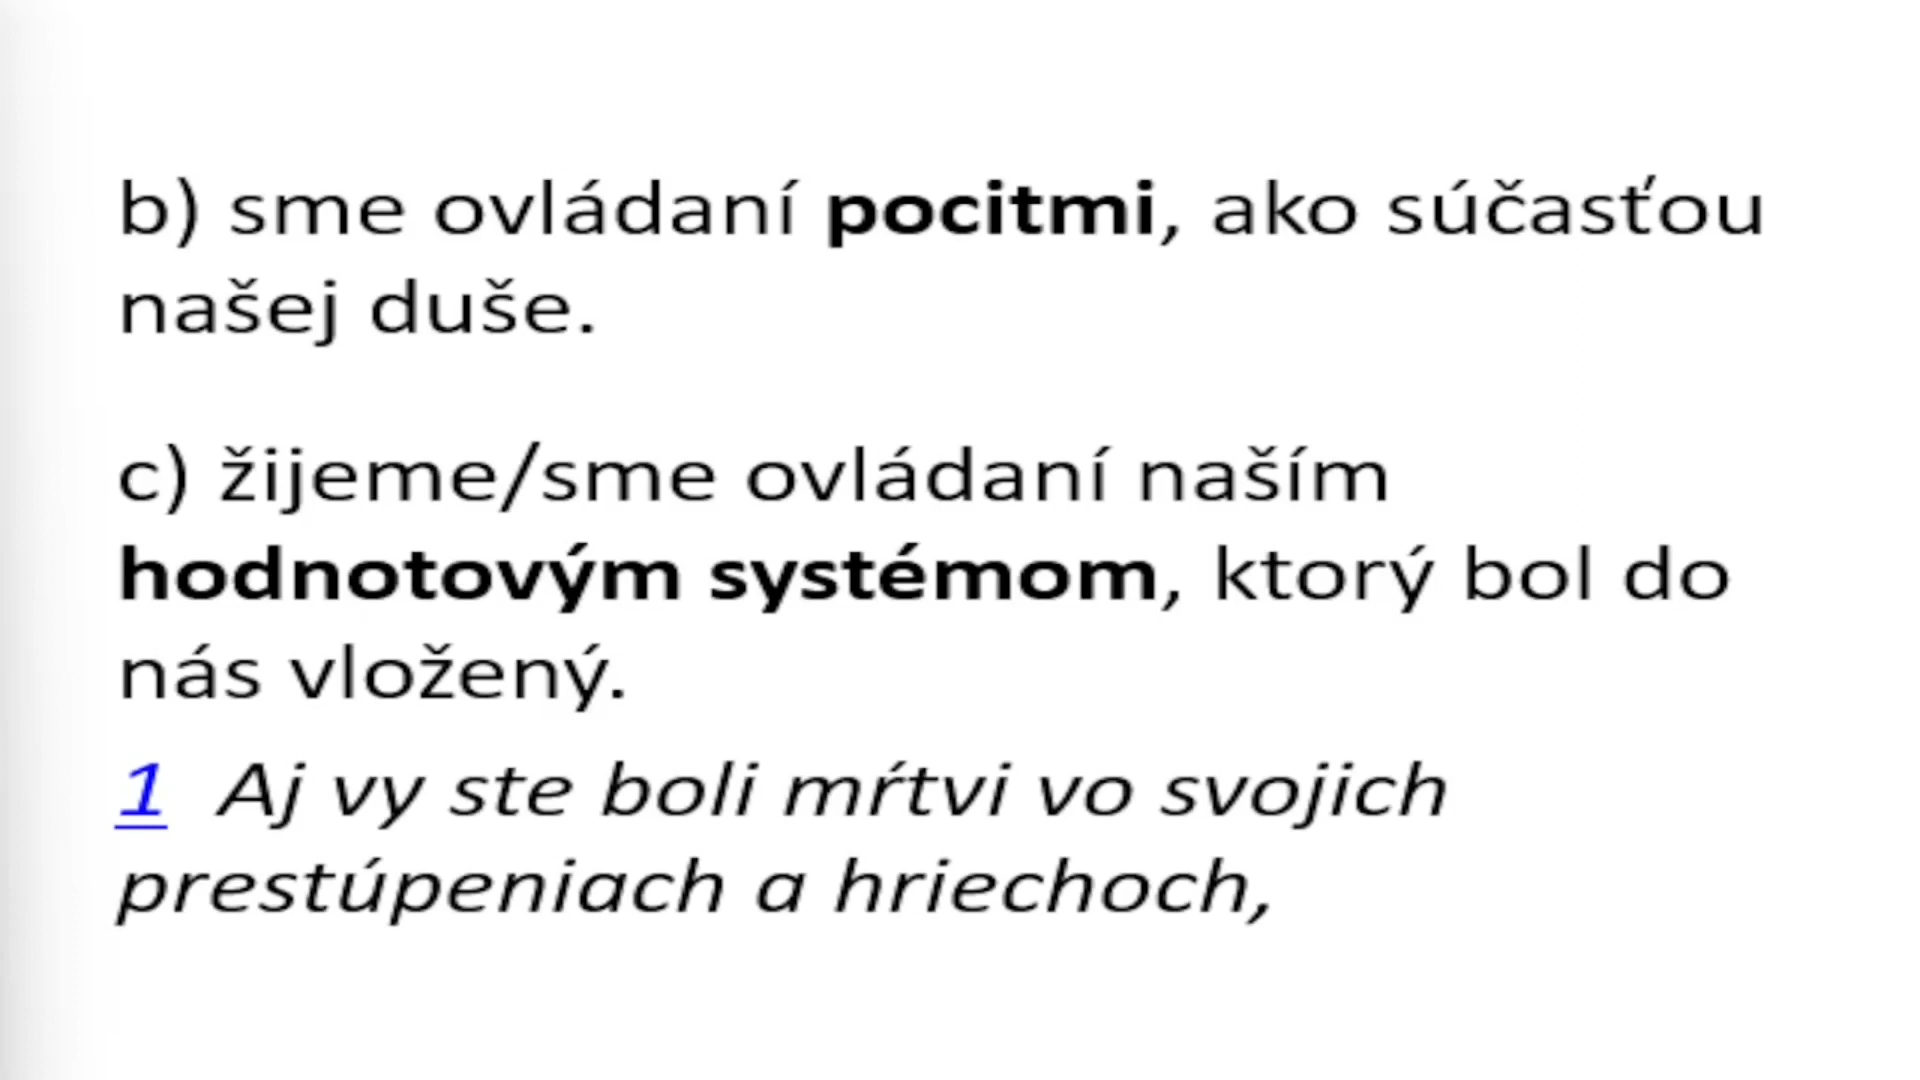 b) sme ovládaní pocitmi, ako súčasťou
našej duše.
c) žijeme/sme ovládaní naším
hodnotovým systémom, ktorý bol do
nás vložený.
1 Aj vy ste boli mŕtvi vo svojich
prestúpeniach a hriechoch,